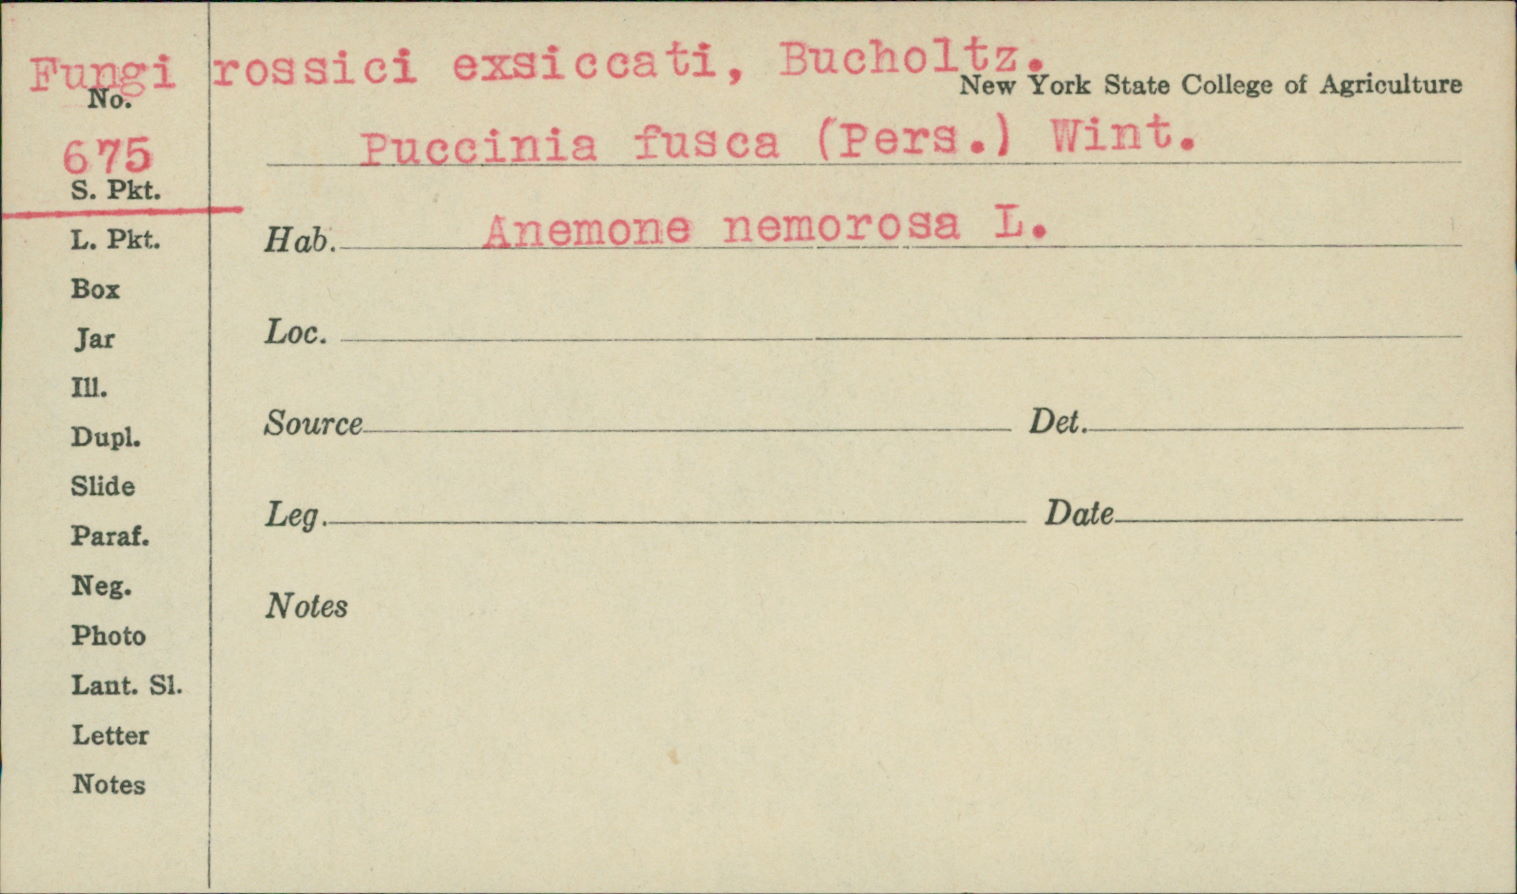 Fungi rossici exsiccati, Bucholtz.
No.
New York State College of Agriculture
675
Puccinia fusca (Pers.) Wint.
S. Pkt.
Hab. Anemone nemorosa L.
L. Pkt.
Box
Loc.
Jar
Ill.
Source Det.
Dupl.
Slide
Leg. Date
Paraf.
Neg.
Notes
Photo
Lant. Sl.
Letter
Notes